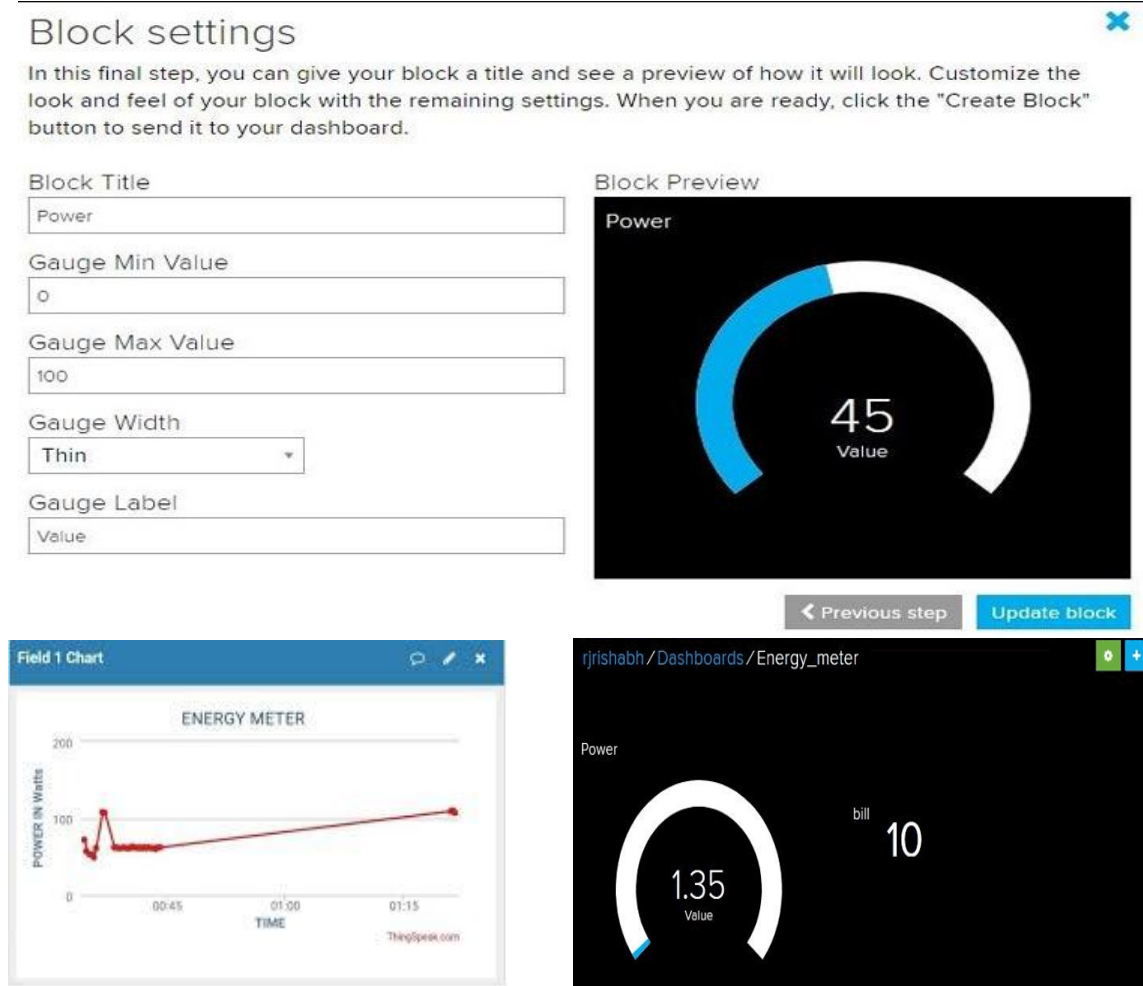 Block settings
In this final step, you can give your block a title and see a preview of how it will look. Customize the
look and feel of your block with the remaining settings. When you are ready, click the "Create Block"
button to send it to your dashboard.
Block Title
Power
Gauge Min Value
0
Gauge Max Value
100
Gauge Width
Thin
Gauge Label
Value
Block Preview
Power
45
Value
Previous step
Update block
Field 1 Chart
ENERGY METER
POWER IN Watts
200
100
0
00:45
01:00
01:15
TIME
ThingSpeak.com
rjrishabh/Dashboards/Energy_meter
Power
1.35
Value
bill
10